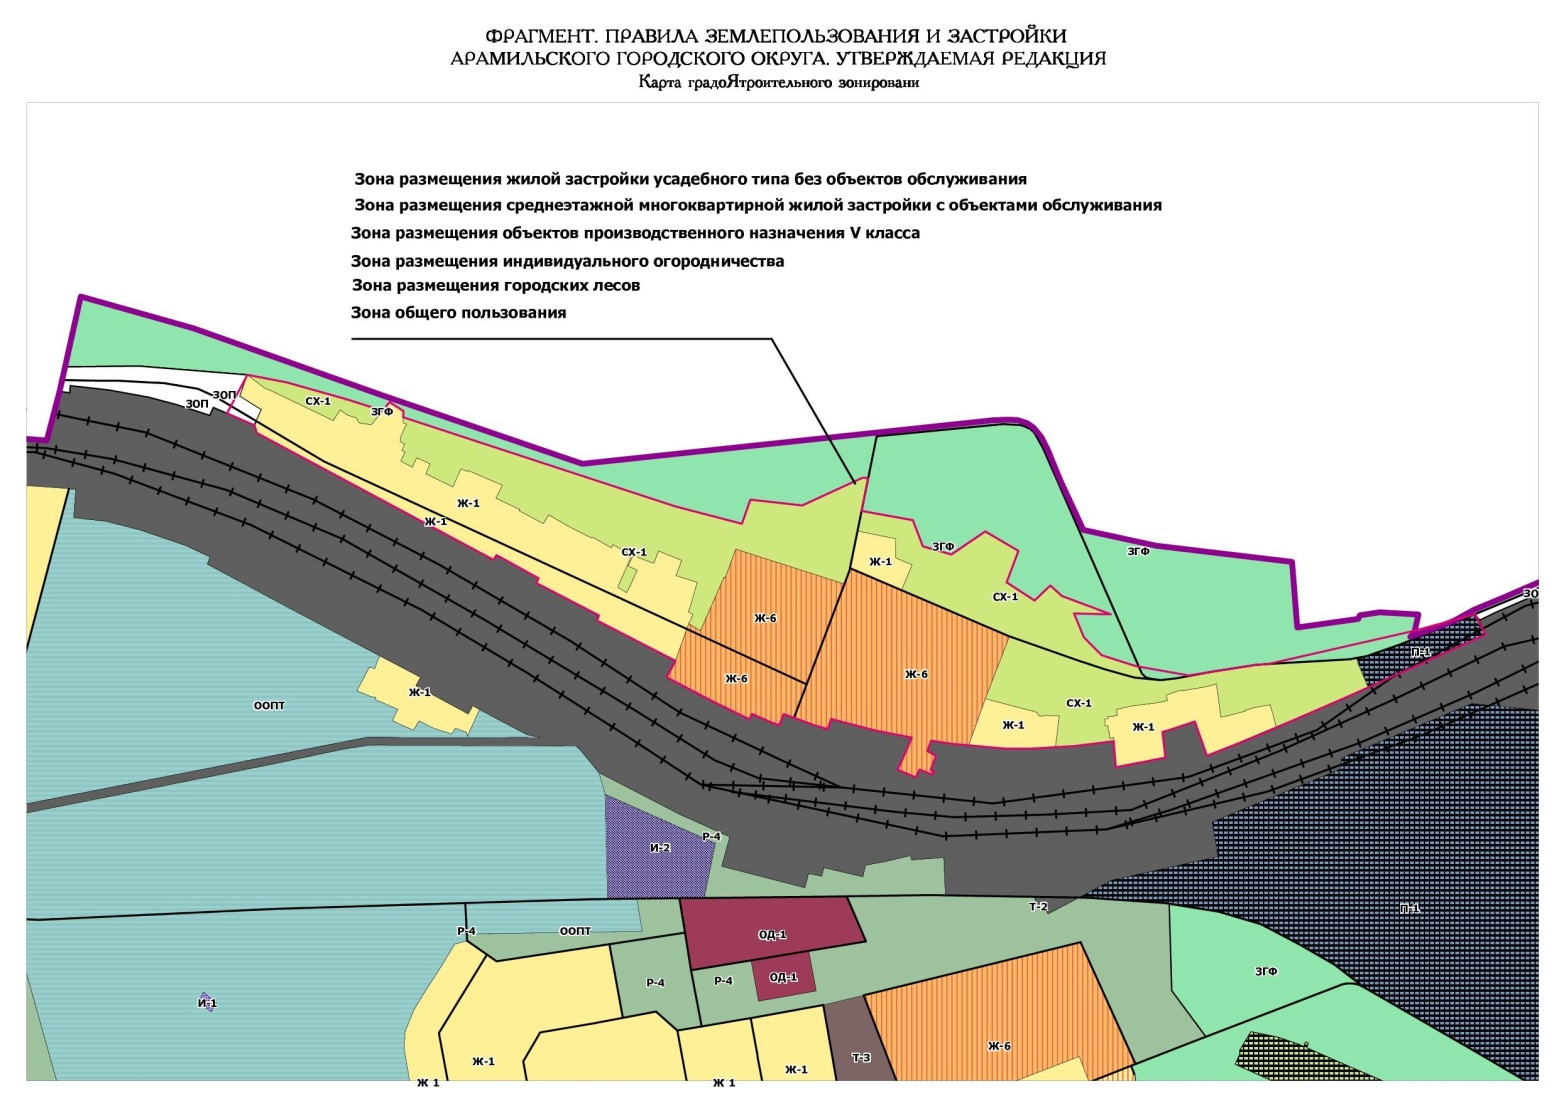 ФРАГМЕНТ. ПРАВИЛА ЗЕМЛЕПОЛЬЗОВАНИЯ И ЗАСТРОЙКИ
АРАМИЛЬСКОГО ГОРОДСКОГО ОКРУГА. УТВЕРЖДАЕМАЯ РЕДАКЦИЯ
Карта градоЯтроительного зонировани
Зона размещения жилой застройки усадебного типа без объектов обслуживания
Зона размещения среднеэтажной многоквартирной жилой застройки с объектами обслуживания
Зона размещения объектов производственного назначения V класса
Зона размещения индивидуального огородничества
Зона размещения городских лесов
Зона общего пользования
ЗОП
ЗОП
СХ-1
ЗГФ
Ж-1
Ж-1
СХ-1
ЗГФ
ЗГФ
Ж-1
СХ-1
ЗО
Ж-6
П-1
Ж-6
Ж-6
Ж-1
ООПТ
СХ-1
Ж-1
Ж-1
Р-4
И-2
Т-2
П-1
Р-4
ООПТ
ОД-1
ЗГФ
Р-4
Р-4
ОД-1
И-1
Ж-6
Ж-1
Т-3
Ж-1
Ж 1
Ж 1